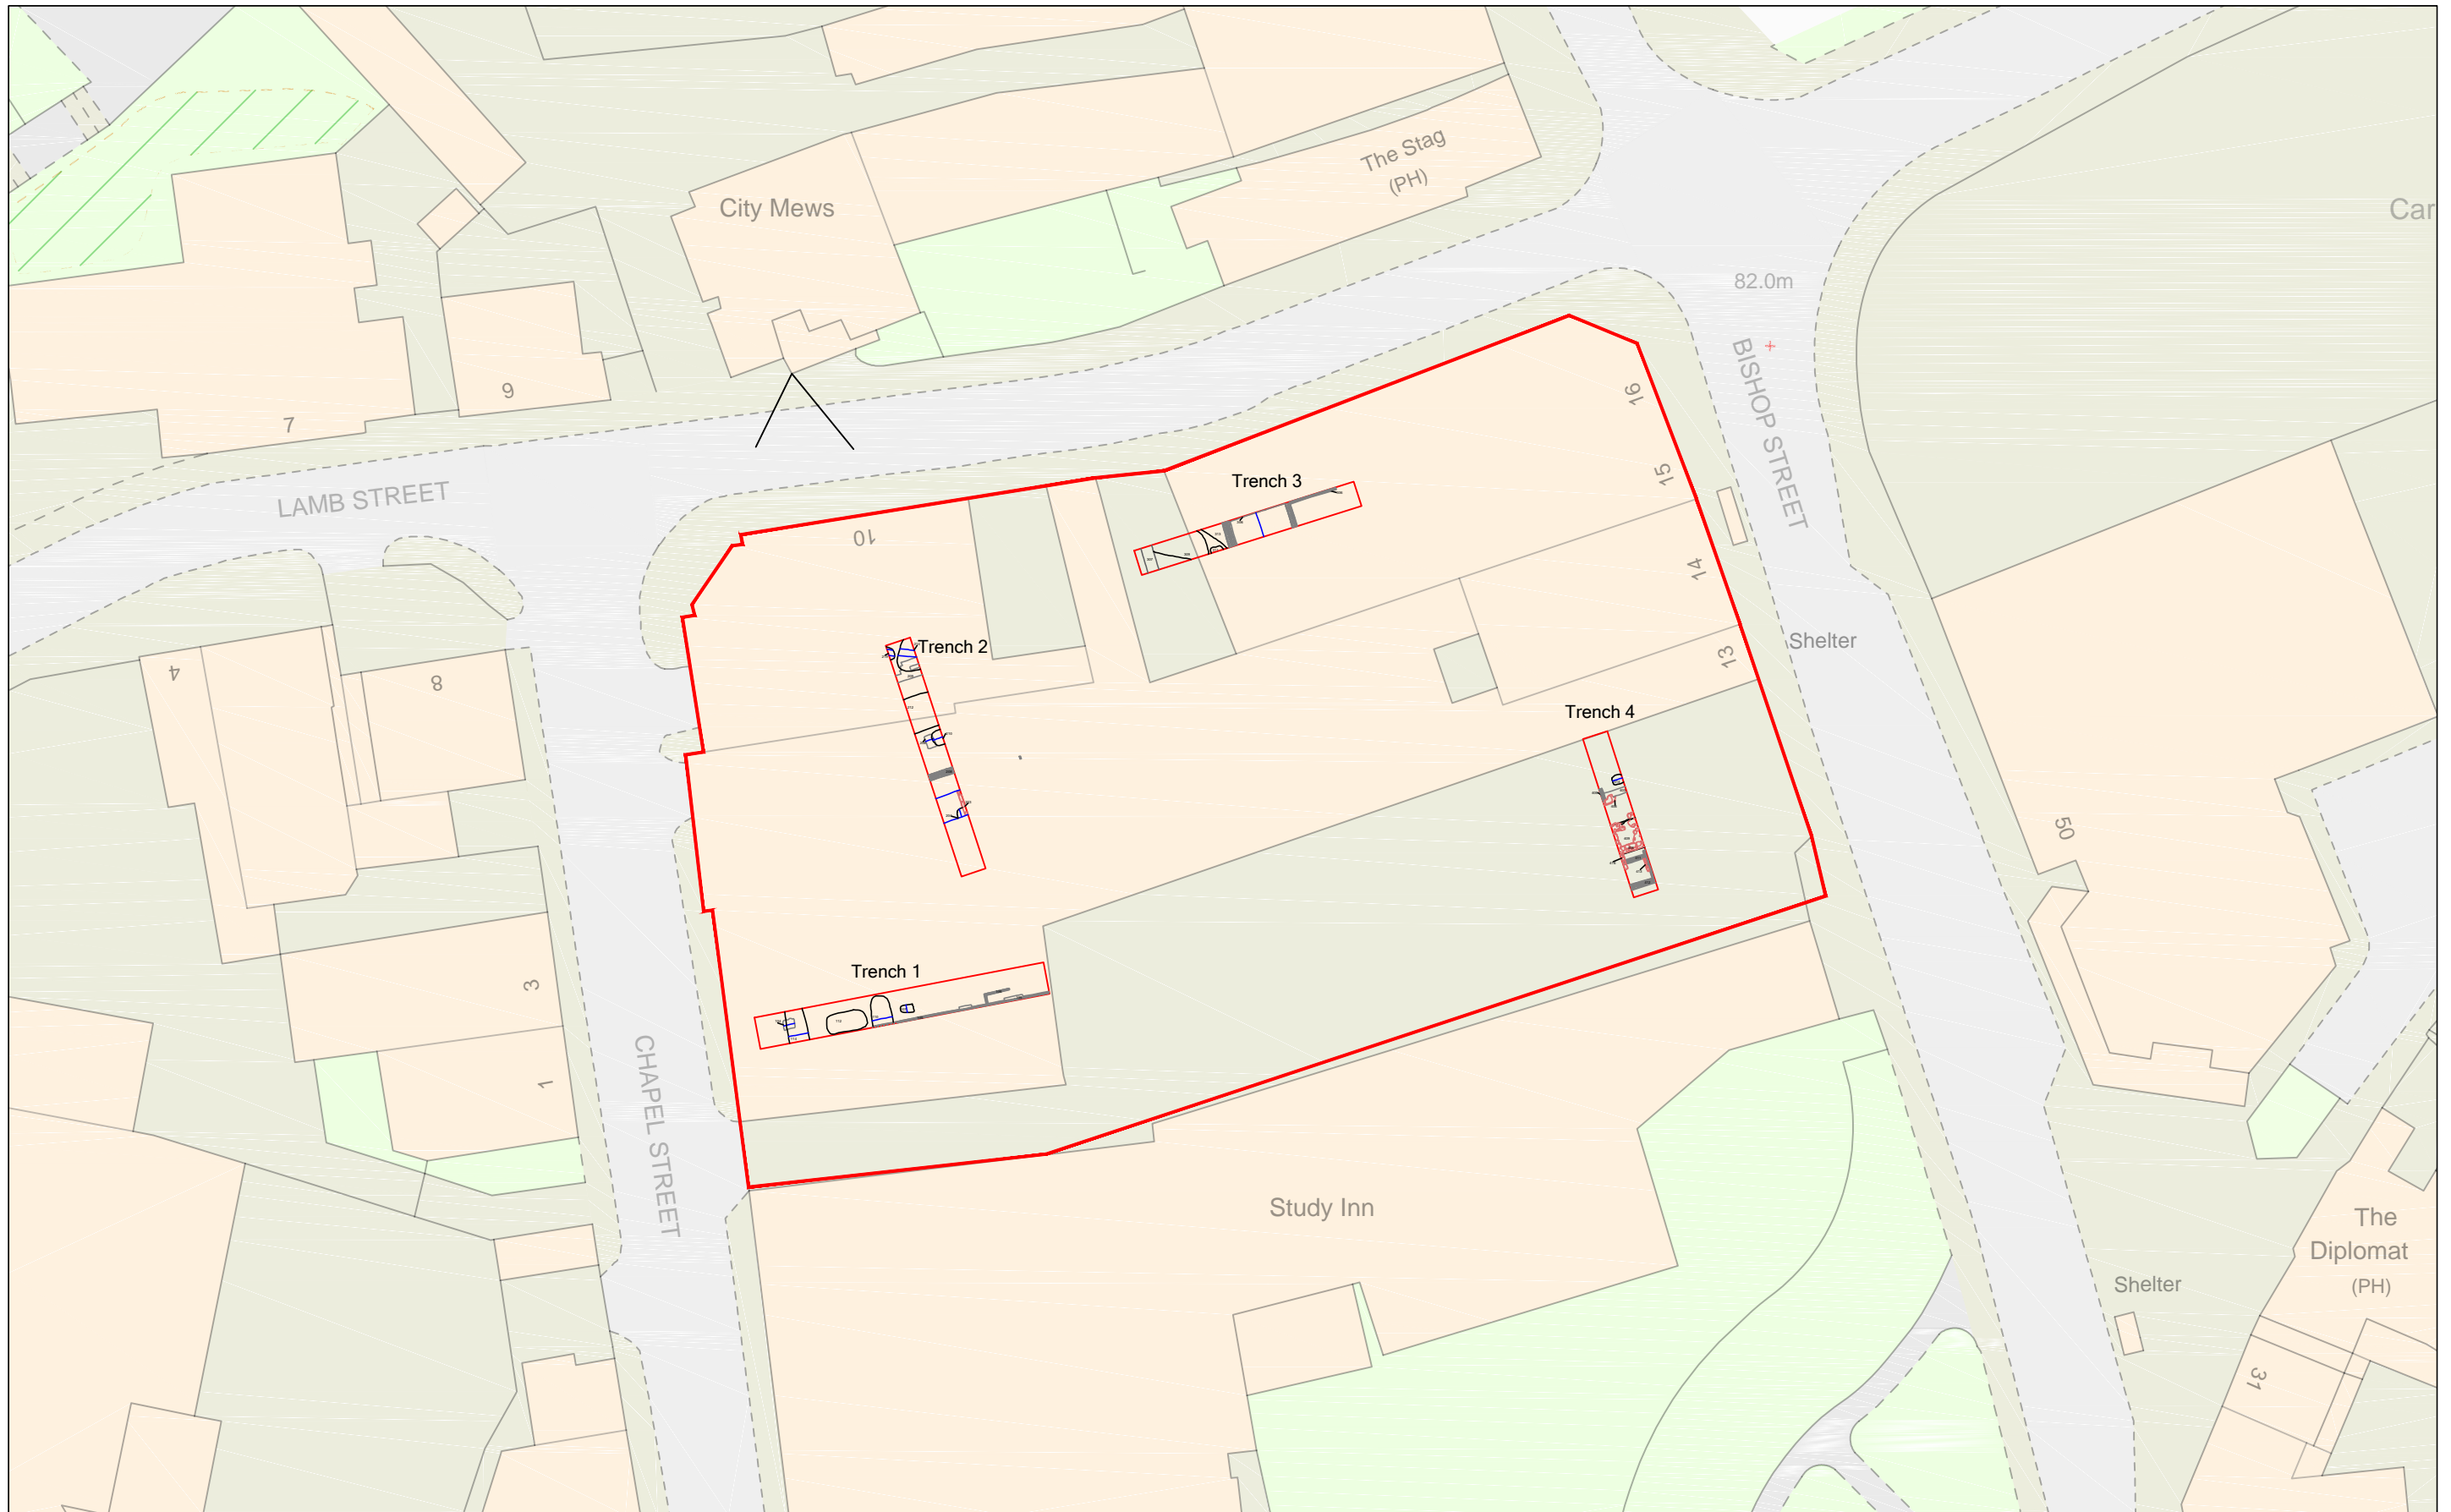 The Stag
(PH)
City Mews
Car
82.0m
BISHOP STREET
16
9
7
15
LAMB STREET
Trench 3
10
14
Shelter
13
Trench 2
4
8
Trench 4
50
Trench 1
3
1
CHAPEL STREET
Study Inn
The
Diplomat
(PH)
Shelter
31